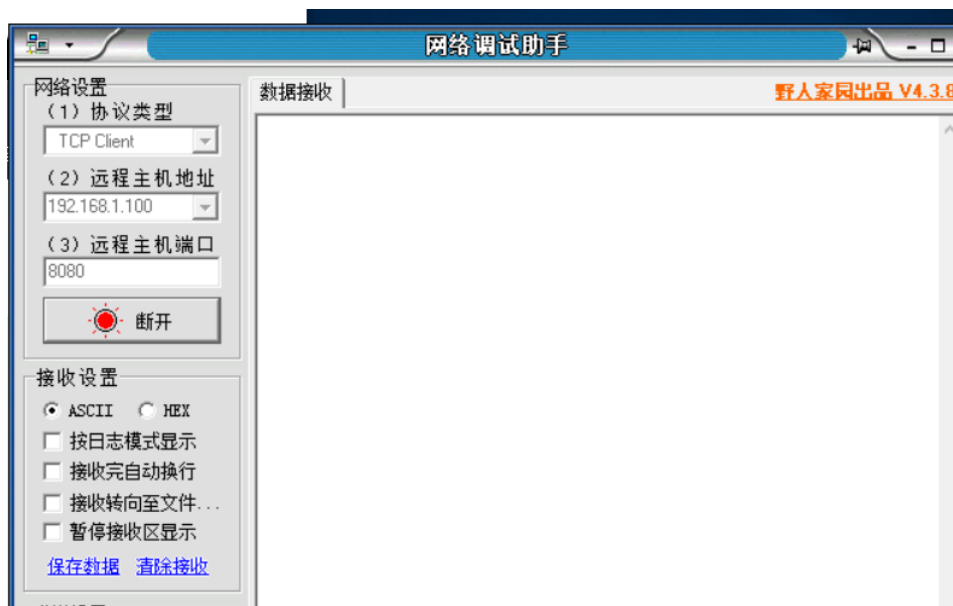 网络调试助手
网络设置
(1) 协议类型
TCP Client
(2) 远程主机地址
192.168.1.100
(3) 远程主机端口
8080
断开
接收设置
ASCII HEX
按日志模式显示
接收完自动换行
接收转向至文件...
暂停接收区显示
保存数据 清除接收
数据接收
野人家园出品 V4.3.8